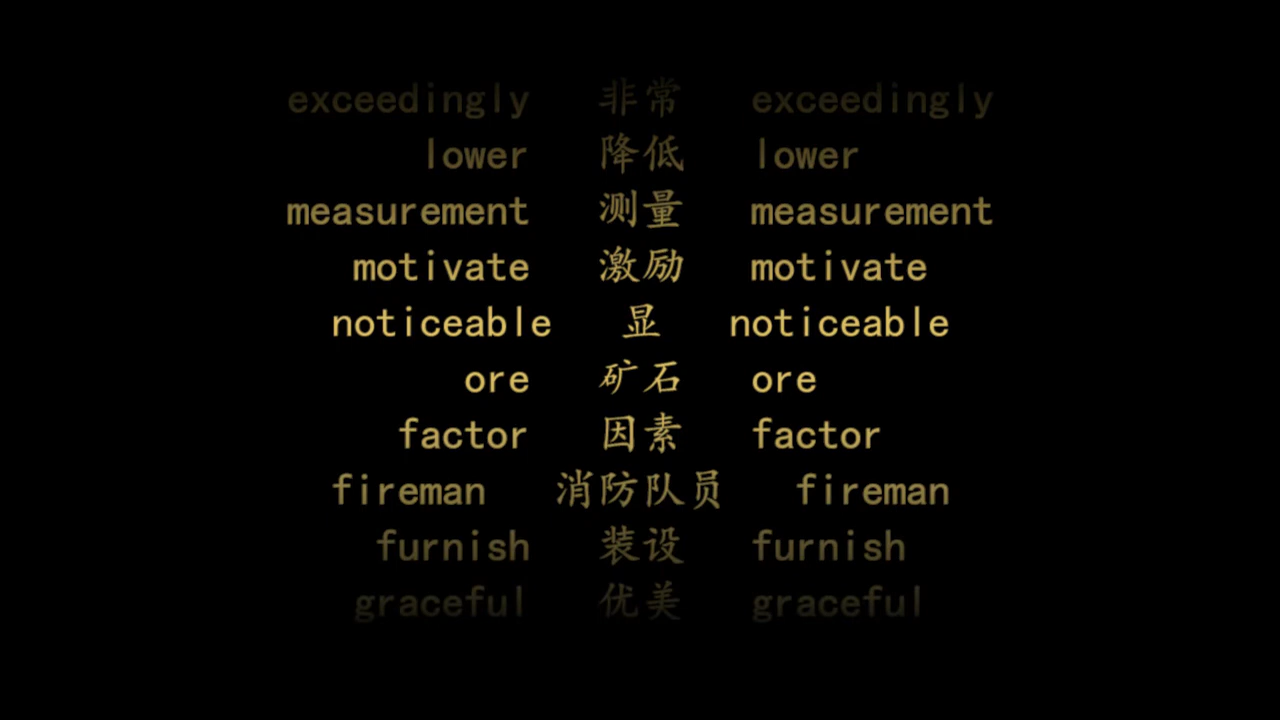 exceedingly 非常 exceedingly
lower 降低 lower
measurement 测量 measurement
motivate 激励 motivate
noticeable 显 noticeable
ore 矿石 ore
factor 因素 factor
fireman 消防队员 fireman
furnish 装设 furnish
graceful 优美 graceful